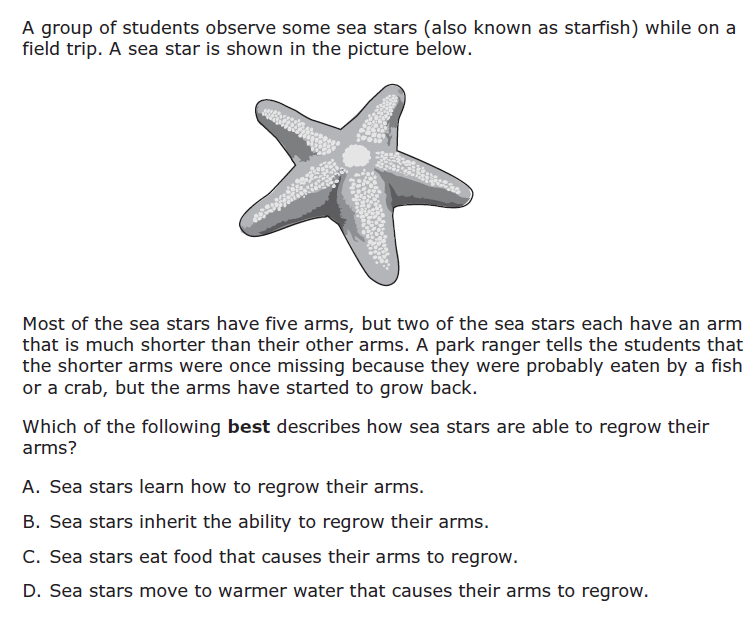 A group of students observe some sea stars (also known as starfish) while on a
field trip. A sea star is shown in the picture below.
Most of the sea stars have five arms, but two of the sea stars each have an arm
that is much shorter than their other arms. A park ranger tells the students that
the shorter arms were once missing because they were probably eaten by a fish
or a crab, but the arms have started to grow back.
Which of the following best describes how sea stars are able to regrow their
arms?
A. Sea stars learn how to regrow their arms.
B. Sea stars inherit the ability to regrow their arms.
C. Sea stars eat food that causes their arms to regrow.
D. Sea stars move to warmer water that causes their arms to regrow.